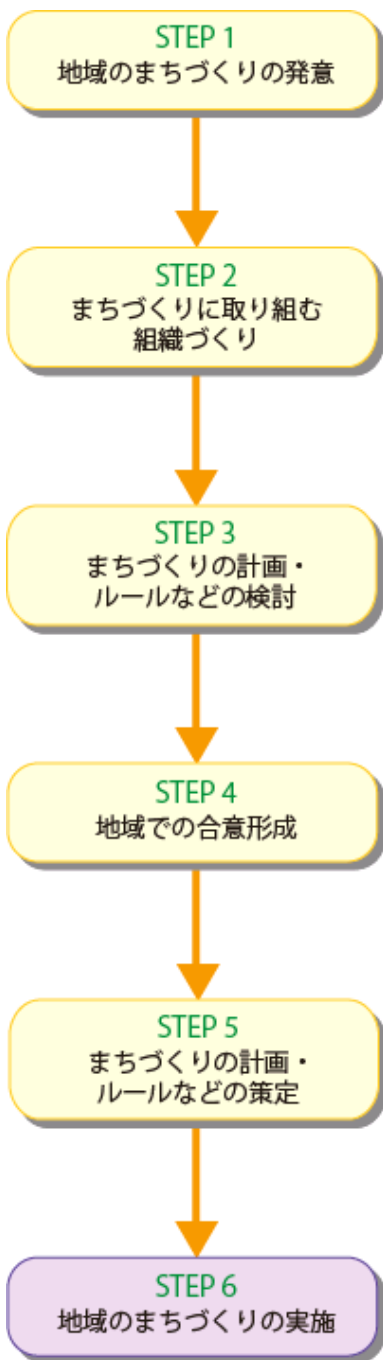 STEP 1
地域のまちづくりの発意
STEP 2
まちづくりに取り組む
組織づくり
STEP 3
まちづくりの計画・
ルールなどの検討
STEP 4
地域での合意形成
STEP 5
まちづくりの計画・
ルールなどの策定
STEP 6
地域のまちづくりの実施